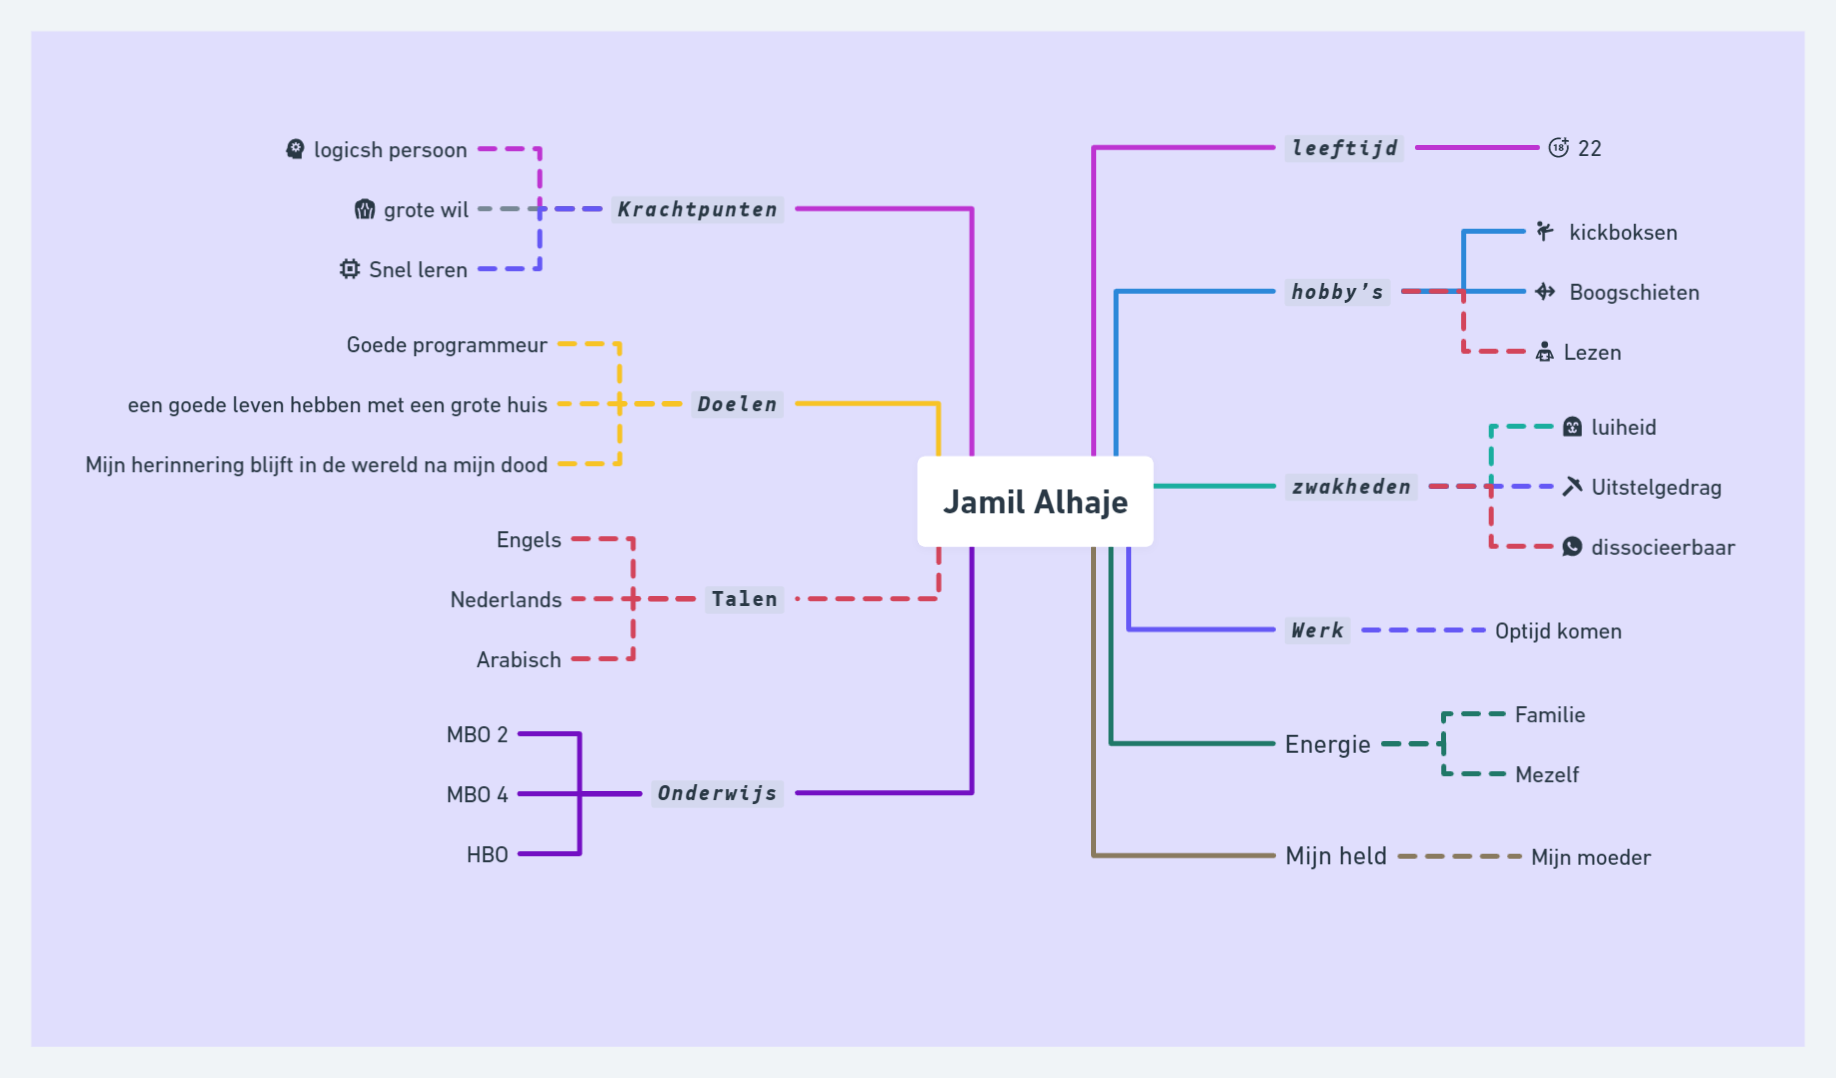 Jamil Alhaje
Krachtpunten
logicsh persoon
grote wil
Snel leren
Doelen
Goede programmeur
een goede leven hebben met een grote huis
Mijn herinnering blijft in de wereld na mijn dood
Talen
Engels
Nederlands
Arabisch
Onderwijs
MBO 2
MBO 4
HBO
leeftijd
18+ 22
hobby's
kickboksen
Boogschieten
Lezen
zwakheden
luiheid
Uitstelgedrag
dissocieerbaar
Werk
Optijd komen
Energie
Familie
Mezelf
Mijn held
Mijn moeder